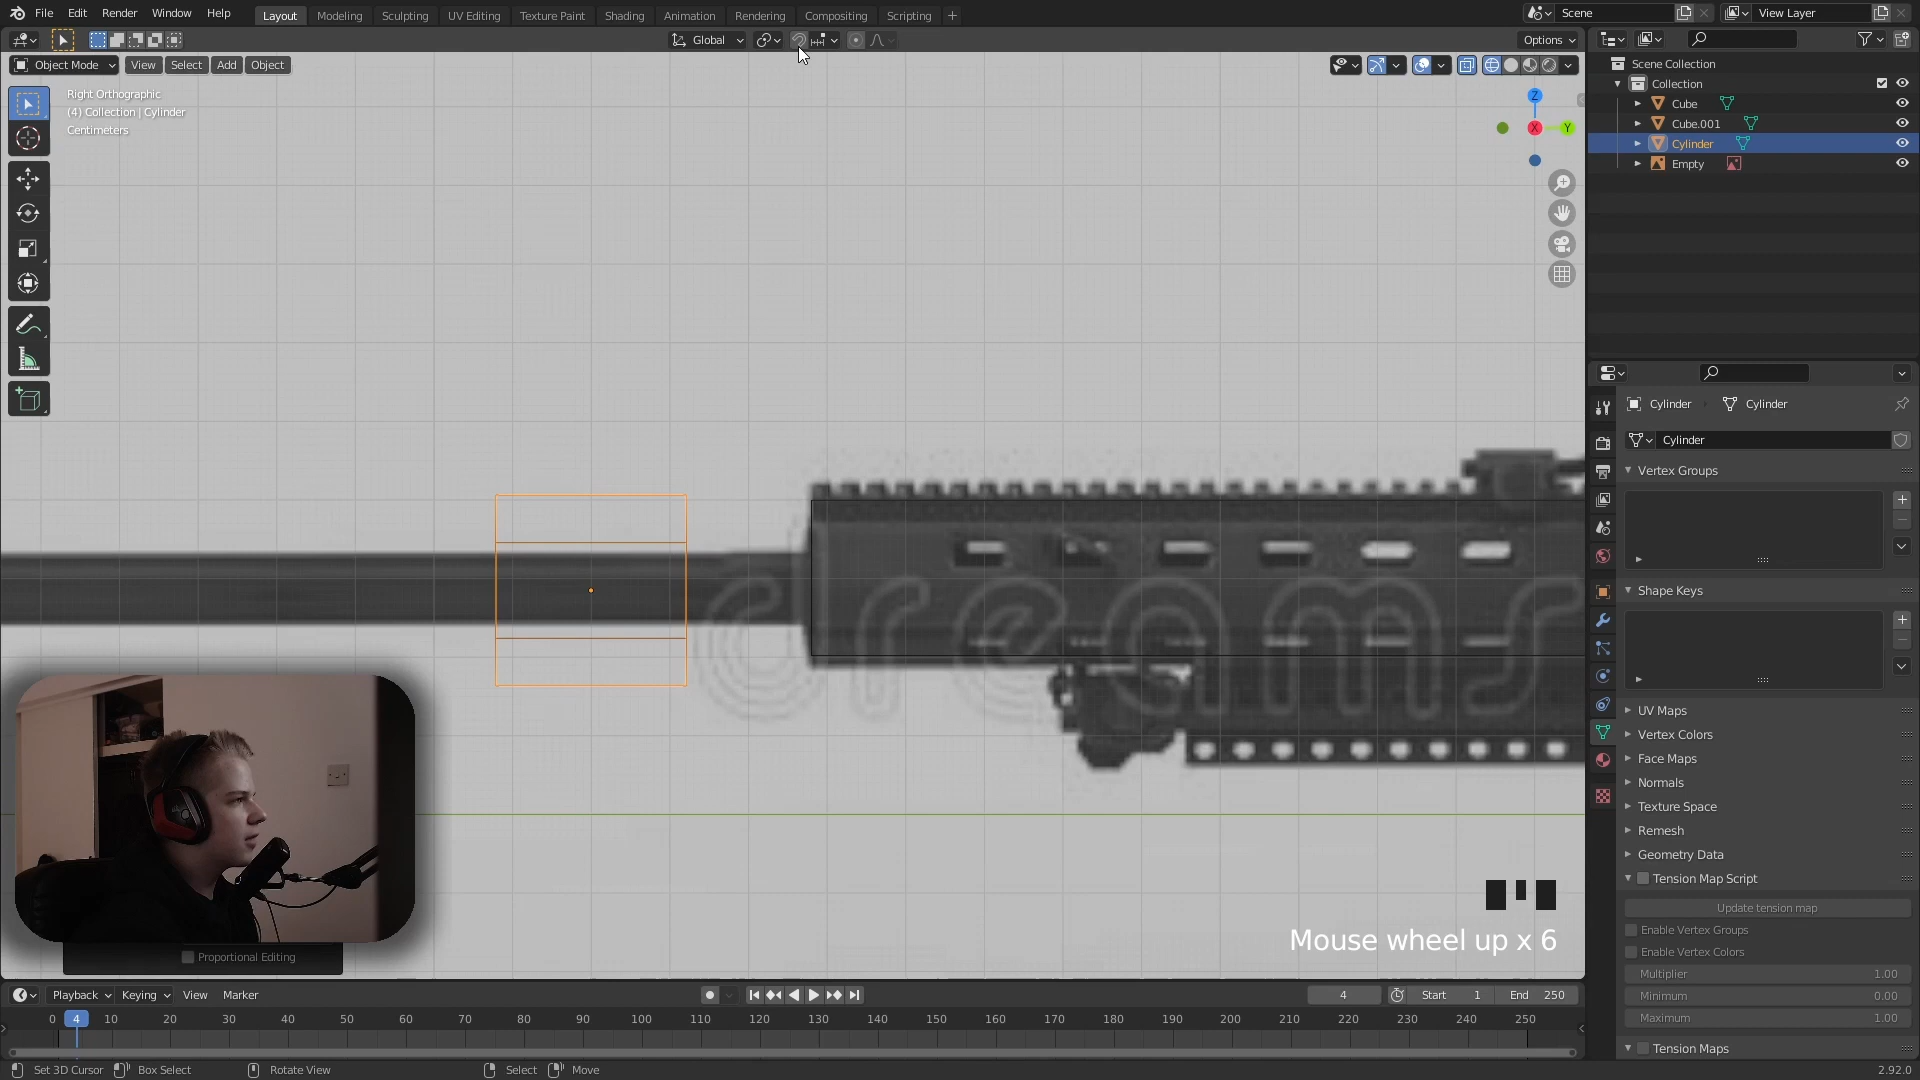 File Edit Render Window Help
Layout Modeling Sculpting UV Editing Texture Paint Shading Animation Rendering Compositing Scripting +
Scene View Layer
Global Options
Object Mode View Select Add Object
Right Orthographic
(4) Collection | Cylinder
Centimeters
Z
X
Y
Scene Collection
Collection
Cube
Cube.001
Cylinder
Empty
Cylinder Cylinder
Cylinder
Vertex Groups
Shape Keys
UV Maps
Vertex Colors
Face Maps
Normals
Texture Space
Remesh
Geometry Data
Tension Map Script
Update tension map
Enable Vertex Groups
Enable Vertex Colors
Multiplier 1.00
Minimum 0.00
Maximum 1.00
Tension Maps
Mouse wheel up x 6
Proportional Editing
Playback Keying View Marker
4 Start 1 End 250
0 4 10 20 30 40 50 60 70 80 90 100 110 120 130 140 150 160 170 180 190 200 210 220 230 240 250
Set 3D Cursor Box Select Rotate View Select Move 2.92.0